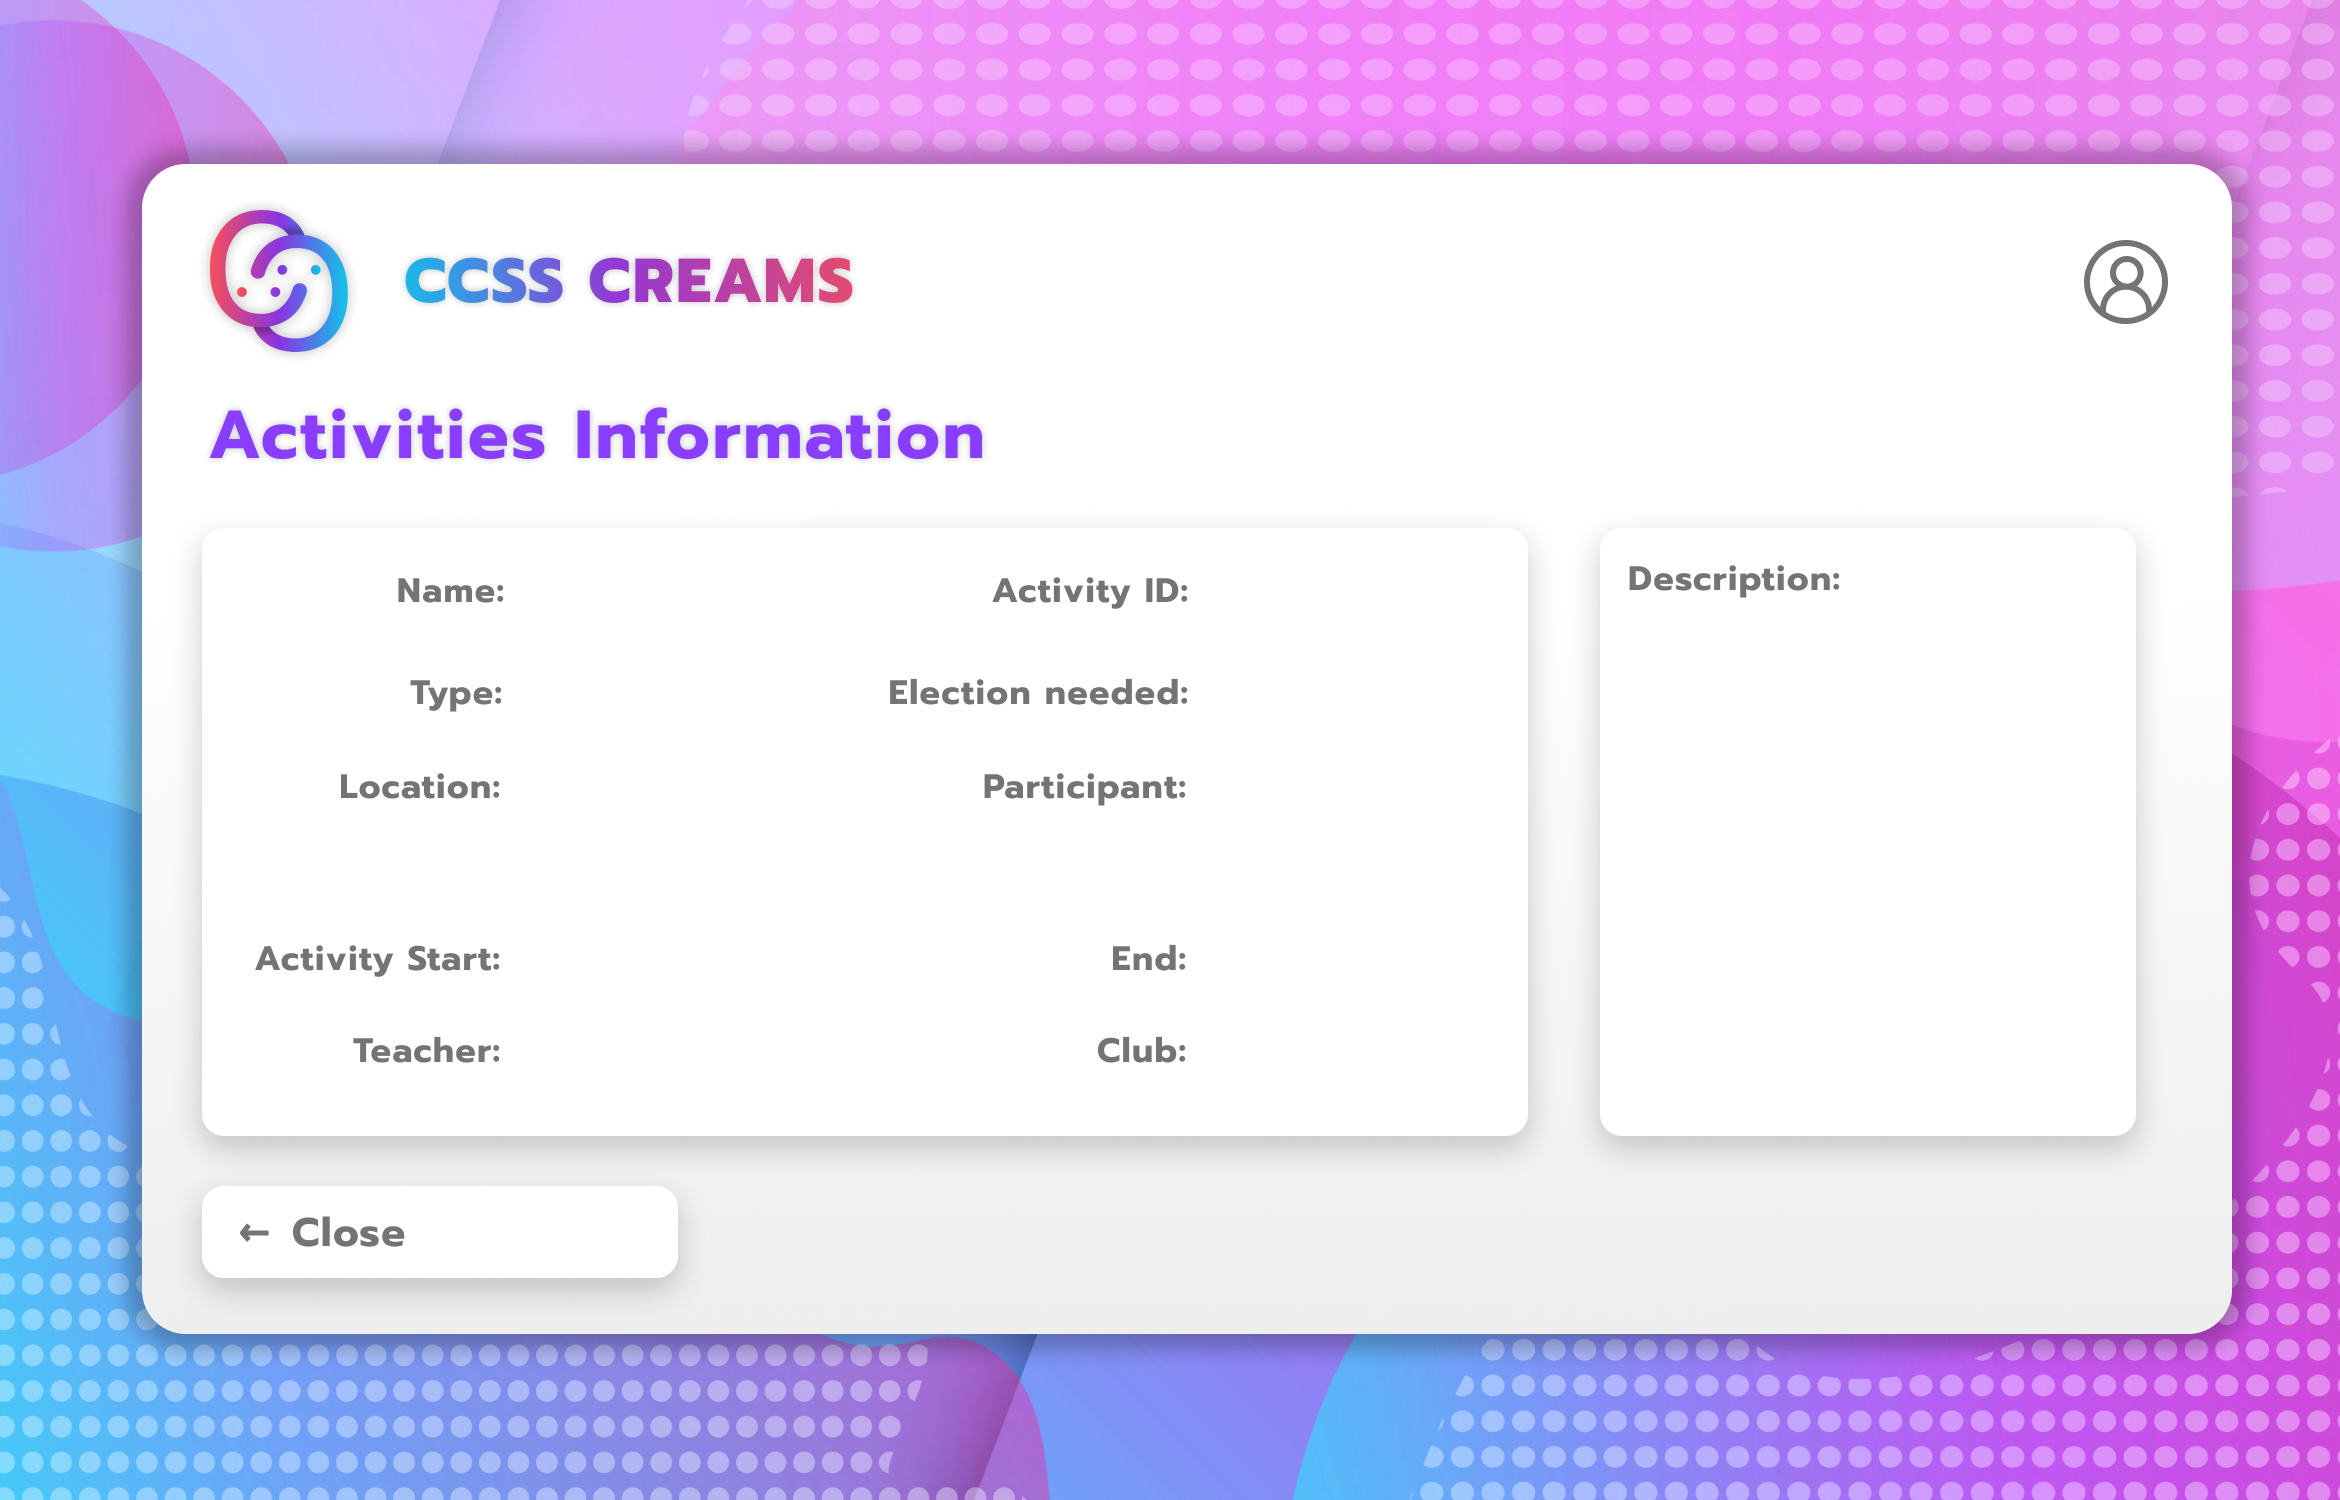 CCSS CREAMS
Activities Information
Name:
Activity ID:
Type:
Election needed:
Location:
Participant:
Activity Start:
End:
Teacher:
Club:
Description:
← Close